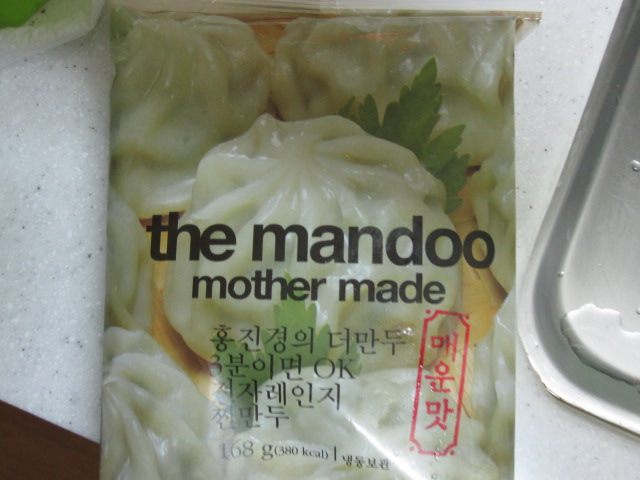 the mandoo
mother made
홍진경의 더만두
3분이면 OK
전자레인지
찐만두
168 g(380 kcal) | 냉동보관
매운맛